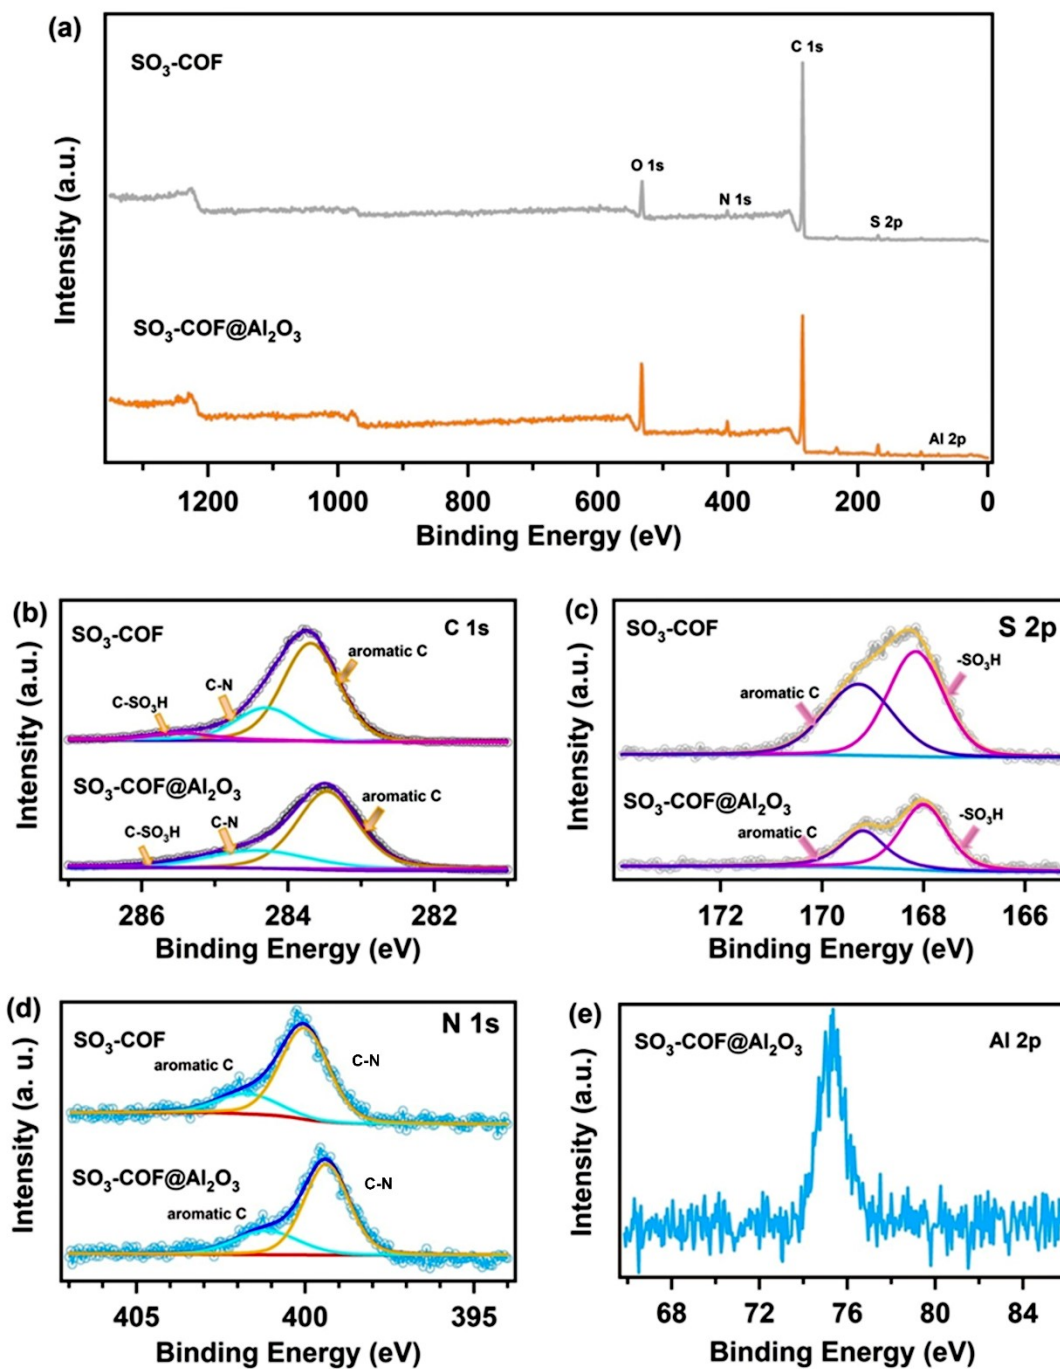 (a)
SO₃-COF
C 1s
O 1s
N 1s
S 2p
SO₃-COF@Al₂O₃
Al 2p
Intensity (a.u.)
Intensity (a.u.)
1200 1000 800 600 400 200 0
Binding Energy (eV)
(b)
SO₃-COF
C 1s
aromatic C
C-N
C-SO₃H
SO₃-COF@Al₂O₃
aromatic C
C-N
C-SO₃H
Intensity (a.u.)
286 284 282
Binding Energy (eV)
(c)
SO₃-COF
S 2p
-SO₃H
aromatic C
SO₃-COF@Al₂O₃
-SO₃H
aromatic C
Intensity (a.u.)
172 170 168 166
Binding Energy (eV)
(d)
N 1s
SO₃-COF
C-N
aromatic C
SO₃-COF@Al₂O₃
C-N
aromatic C
Intensity (a. u.)
405 400 395
Binding Energy (eV)
(e)
SO₃-COF@Al₂O₃ Al 2p
Intensity (a.u.)
68 72 76 80 84
Binding Energy (eV)